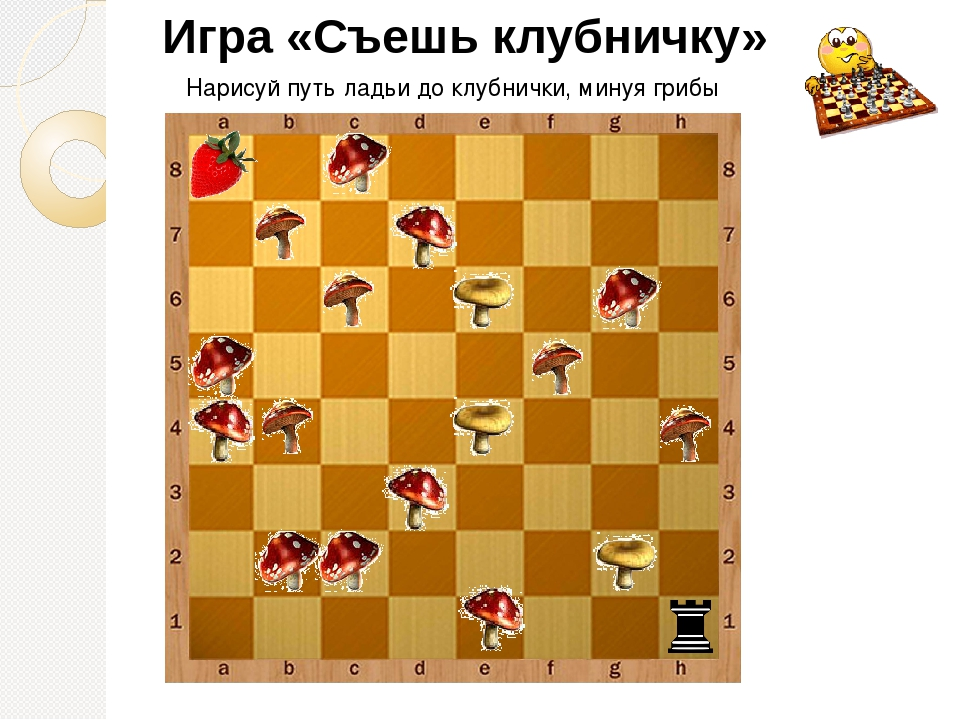 Игра «Съешь клубничку»
Нарисуй путь ладьи до клубнички, минуя грибы
a b c d e f g h
8 8
7 7
6 6
5 5
4 4
3 3
2 2
1 1
a b c d e f g h